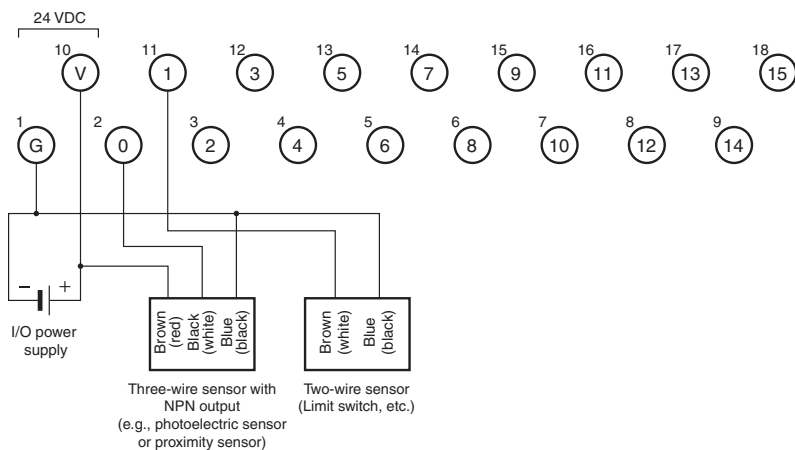 24 VDC
10 11 12 13 14 15 16 17 18
V 1 3 5 7 9 11 13 15
1 2 3 4 5 6 7 8 9
G 0 2 4 6 8 10 12 14
− +
I/O power
supply
Brown
(red)
Black
(white)
Blue
(black)
Brown
(white)
Blue
(black)
Three-wire sensor with
NPN output
(e.g., photoelectric sensor
or proximity sensor)
Two-wire sensor
(Limit switch, etc.)